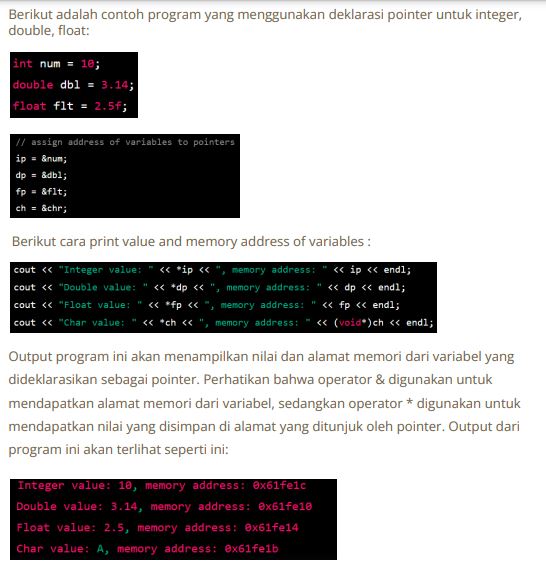 Berikut adalah contoh program yang menggunakan deklarasi pointer untuk integer,
double, float:
int num = 10;
double dbl = 3.14;
float flt = 2.5f;
// assign address of variables to pointers
ip = &num;
dp = &dbl;
fp = &flt;
ch = &chr;
Berikut cara print value and memory address of variables :
cout << "Integer value: " << *ip << ", memory address: " << ip << endl;
cout << "Double value: " << *dp << ", memory address: " << dp << endl;
cout << "Float value: " << *fp << ", memory address: " << fp << endl;
cout << "Char value: " << *ch << ", memory address: " << (void*)ch << endl;
Output program ini akan menampilkan nilai dan alamat memori dari variabel yang
dideklarasikan sebagai pointer. Perhatikan bahwa operator & digunakan untuk
mendapatkan alamat memori dari variabel, sedangkan operator * digunakan untuk
mendapatkan nilai yang disimpan di alamat yang ditunjuk oleh pointer. Output dari
program ini akan terlihat seperti ini:
Integer value: 10, memory address: 0x61fe1c
Double value: 3.14, memory address: 0x61fe10
Float value: 2.5, memory address: 0x61fe14
Char value: A, memory address: 0x61fe1b